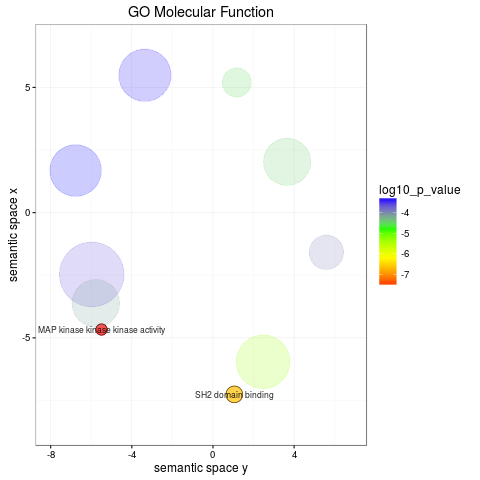 GO Molecular Function
5
0
-5
semantic space x
MAP kinase kinase kinase activity
SH2 domain binding
-8
-4
0
4
semantic space y
log10_p_value
-4
-5
-6
-7